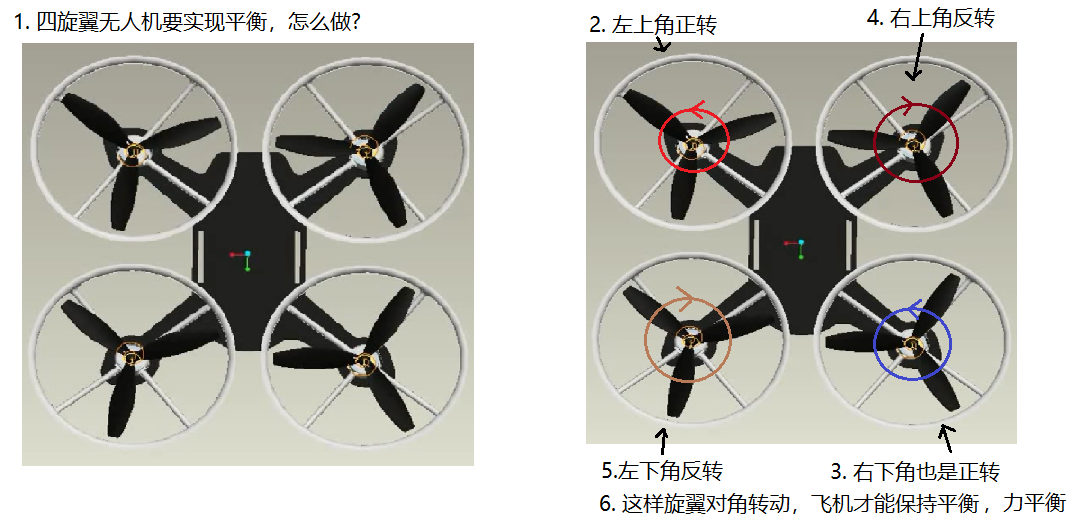 1. 四旋翼无人机要实现平衡，怎么做?
2. 左上角正转
4. 右上角反转
5.左下角反转
3. 右下角也是正转
6. 这样旋翼对角转动，飞机才能保持平衡，力平衡